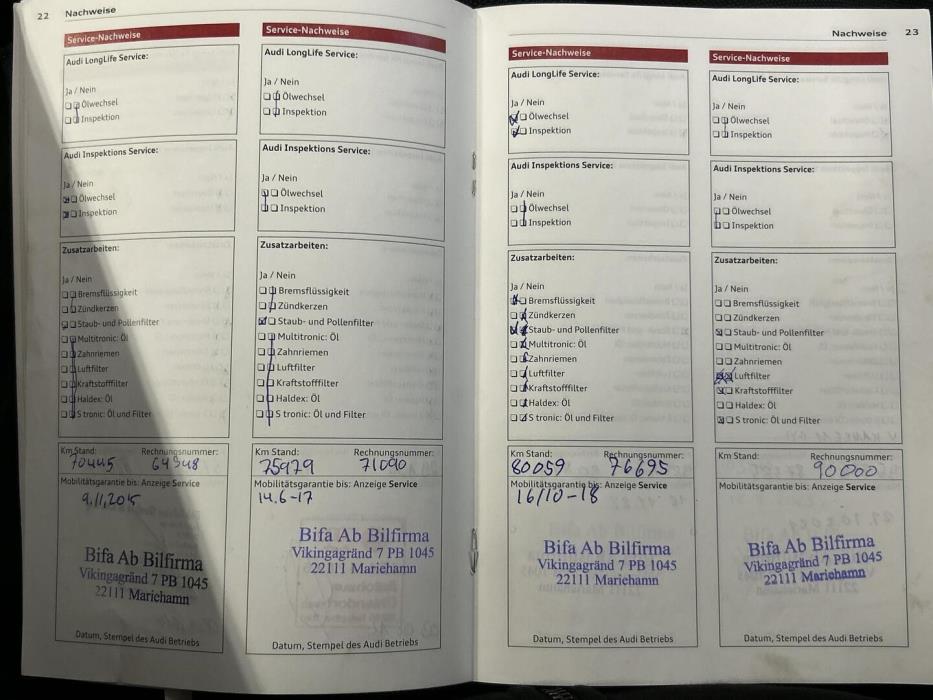 22 Nachweise
Service-Nachweise
Audi LongLife Service:
Ja / Nein
Ölwechsel
Inspektion
Audi Inspektions Service:
Ja / Nein
Ölwechsel
Inspektion
Zusatzarbeiten:
Ja / Nein
Bremsflüssigkeit
Zündkerzen
Staub- und Pollenfilter
Multitronic: Öl
Zahnriemen
Luftfilter
Kraftstofffilter
Haldex: Öl
S tronic: Öl und Filter
Km Stand: Rechnungsnummer:
70445 64948
Mobilitätsgarantie bis: Anzeige Service
9.11.2015
Bifa Ab Bilfirma
Vikingagränd 7 PB 1045
22111 Mariehamn
Datum, Stempel des Audi Betriebs
Service-Nachweise
Audi LongLife Service:
Ja / Nein
Ölwechsel
Inspektion
Audi Inspektions Service:
Ja / Nein
Ölwechsel
Inspektion
Zusatzarbeiten:
Ja / Nein
Bremsflüssigkeit
Zündkerzen
Staub- und Pollenfilter
Multitronic: Öl
Zahnriemen
Luftfilter
Kraftstofffilter
Haldex: Öl
S tronic: Öl und Filter
Km Stand: Rechnungsnummer:
75979 71090
Mobilitätsgarantie bis: Anzeige Service
14.6-17
Bifa Ab Bilfirma
Vikingagränd 7 PB 1045
22111 Mariehamn
Datum, Stempel des Audi Betriebs
Nachweise 23
Service-Nachweise
Audi LongLife Service:
Ja / Nein
Ölwechsel
Inspektion
Audi Inspektions Service:
Ja / Nein
Ölwechsel
Inspektion
Zusatzarbeiten:
Ja / Nein
Bremsflüssigkeit
Zündkerzen
Staub- und Pollenfilter
Multitronic: Öl
Zahnriemen
Luftfilter
Kraftstofffilter
Haldex: Öl
S tronic: Öl und Filter
Km Stand: Rechnungsnummer:
80059 76695
Mobilitätsgarantie bis: Anzeige Service
16/10-18
Bifa Ab Bilfirma
Vikingagränd 7 PB 1045
22111 Mariehamn
Datum, Stempel des Audi Betriebs
Service-Nachweise
Audi LongLife Service:
Ja / Nein
Ölwechsel
Inspektion
Audi Inspektions Service:
Ja / Nein
Ölwechsel
Inspektion
Zusatzarbeiten:
Ja / Nein
Bremsflüssigkeit
Zündkerzen
Staub- und Pollenfilter
Multitronic: Öl
Zahnriemen
Luftfilter
Kraftstofffilter
Haldex: Öl
S tronic: Öl und Filter
Km Stand: Rechnungsnummer:
90000
Mobilitätsgarantie bis: Anzeige Service
Bifa Ab Bilfirma
Vikingagränd 7 PB 1045
22111 Mariehamn
Datum, Stempel des Audi Betriebs